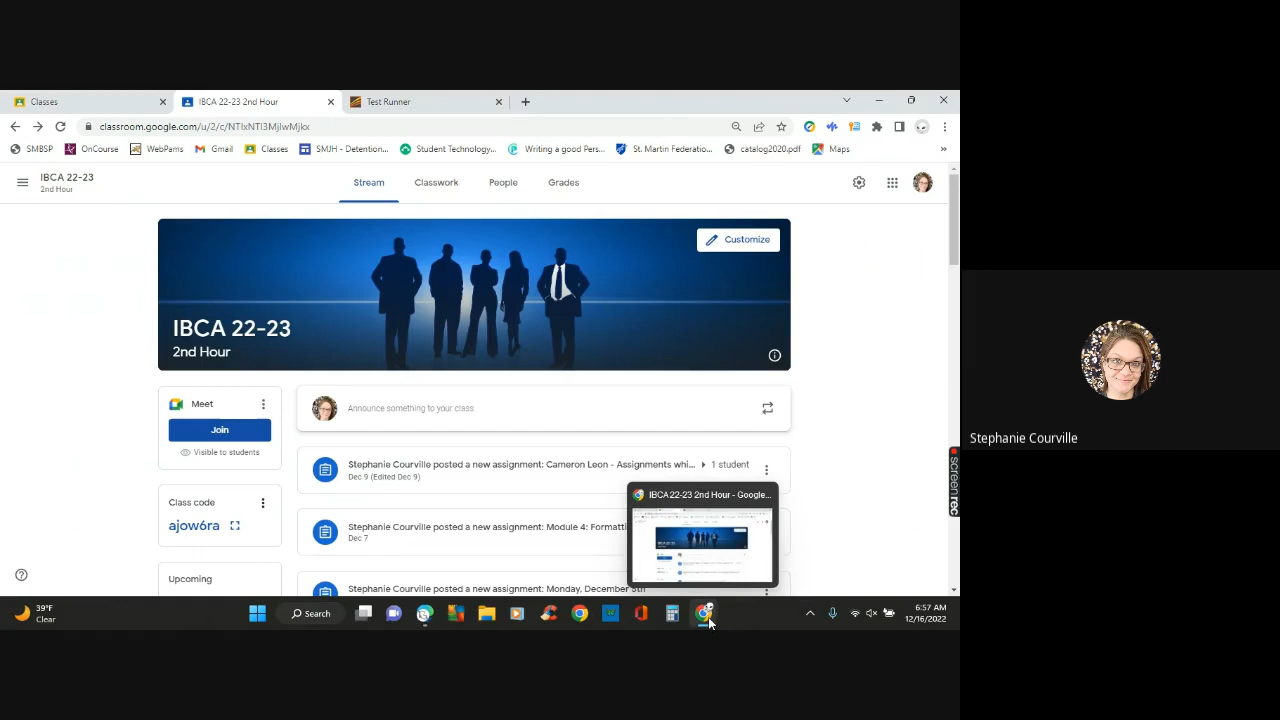 Classes
IBCA 22-23 2nd Hour
Test Runner
classroom.google.com/u/2/c/NTIxNTI3MjIwMjkx
SMBSP
OnCourse
WebPams
Gmail
Classes
SMJH - Detention...
Student Technology...
Writing a good Pers...
St. Martin Federatio...
catalog2020.pdf
Maps
IBCA 22-23
2nd Hour
Stream
Classwork
People
Grades
Customize
IBCA 22-23
2nd Hour
Meet
Join
Visible to students
Class code
ajow6ra
Upcoming
Announce something to your class
Stephanie Courville posted a new assignment: Cameron Leon - Assignments whi...
1 student
Dec 9 (Edited Dec 9)
Stephanie Courville posted a new assignment: Module 4: Formatti
Dec 7
Stephanie Courville posted a new assignment: Monday, December 5th
IBCA 22-23 2nd Hour - Google...
screenrec
Stephanie Courville
39°F
Clear
Search
6:57 AM
12/16/2022